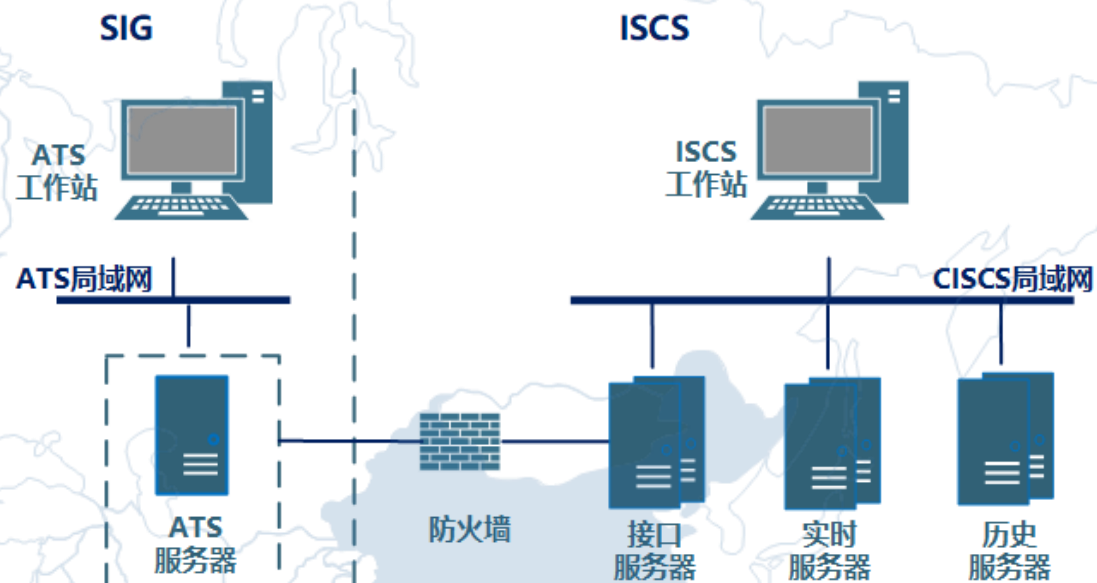 SIG
ISCS
ATS
工作站
ISCS
工作站
ATS局域网
CISCS局域网
ATS
服务器
防火墙
接口
服务器
实时
服务器
历史
服务器